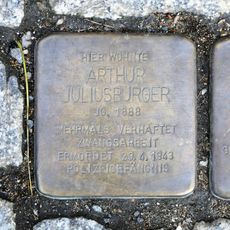 HIER WOHNTE
ARTHUR
JULIUSBURGER
JG. 1888
MEHRMALS VERHAFTET
ZWANGSARBEIT
ERMORDET 29.4.1943
POLIZEIGEFÄNGNIS